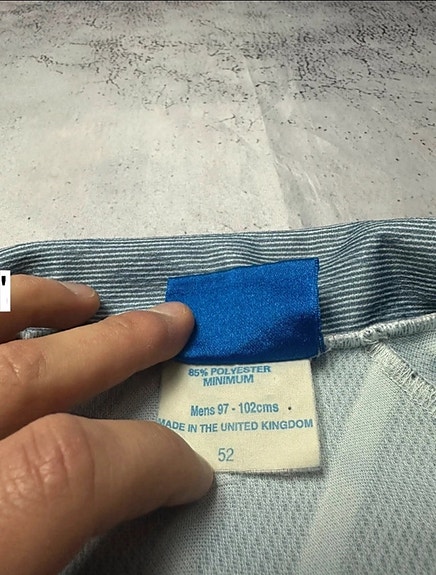 85% POLYESTER
MINIMUM
Mens 97 - 102cms
MADE IN THE UNITED KINGDOM
52